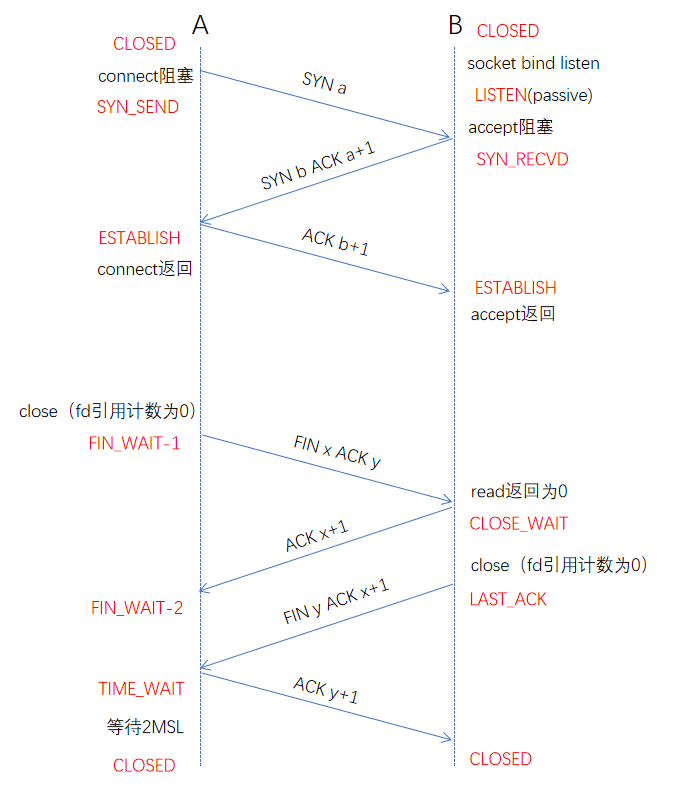 A
B
CLOSED
CLOSED
connect阻塞
socket bind listen
SYN a
SYN_SEND
LISTEN(passive)
accept阻塞
SYN b ACK a+1
SYN_RECVD
ESTABLISH
ACK b+1
connect返回
ESTABLISH
accept返回
close（fd引用计数为0）
FIN_WAIT-1
FIN x ACK y
read返回为0
CLOSE_WAIT
ACK x+1
close（fd引用计数为0）
FIN_WAIT-2
FIN y ACK x+1
LAST_ACK
TIME_WAIT
ACK y+1
等待2MSL
CLOSED
CLOSED